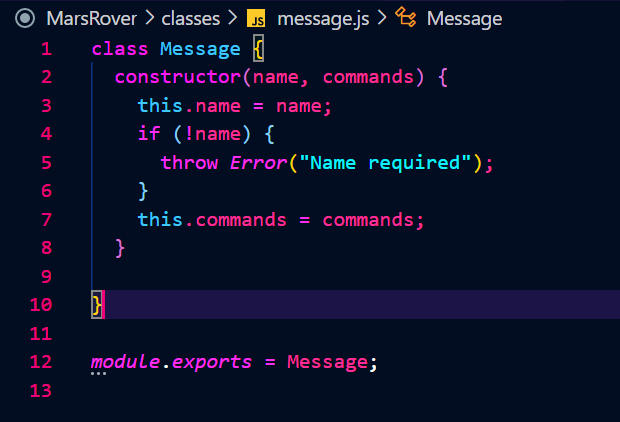 MarsRover > classes > JS message.js > Message
1 class Message {
2   constructor(name, commands) {
3     this.name = name;
4     if (!name) {
5       throw Error("Name required");
6     }
7     this.commands = commands;
8   }
9
10 }
11
12 module.exports = Message;
13